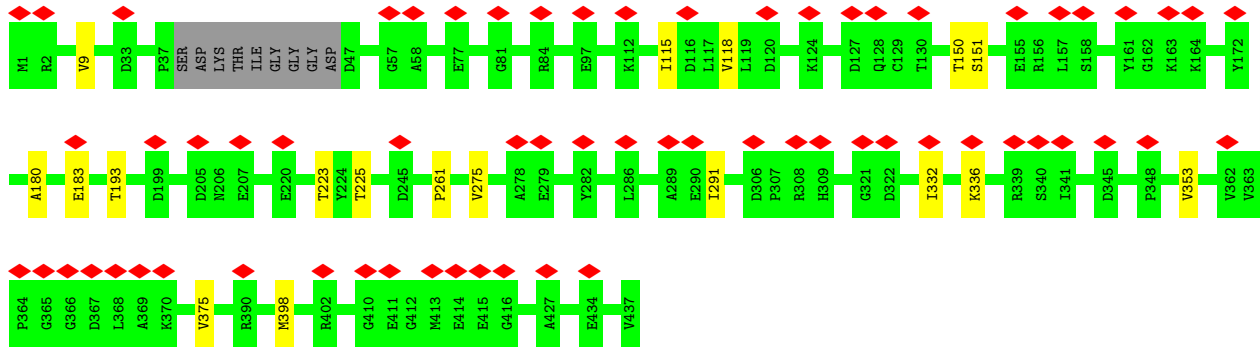 M1 R2 V9 D33 P37 SER ASP LYS THR ILE GLY GLY GLY ASP D47 G57 A58 E77 G81 R84 E97 K112 I115 D116 L117 V118 L119 D120 K124 D127 Q128 C129 T130 T150 S151 E155 R156 L157 S158 Y161 G162 K163 K164 Y172
A180 E183 T193 D199 D205 N206 E207 E220 T223 Y224 T225 D245 P261 V275 A278 E279 Y282 L286 A289 E290 I291 D306 P307 R308 H309 G321 D322 I332 K336 R339 S340 I341 D345 P348 V353 V362 V363
P364 G365 G366 D367 L368 A369 K370 V375 R390 M398 R402 G410 E411 G412 M413 E414 E415 G416 A427 E434 V437